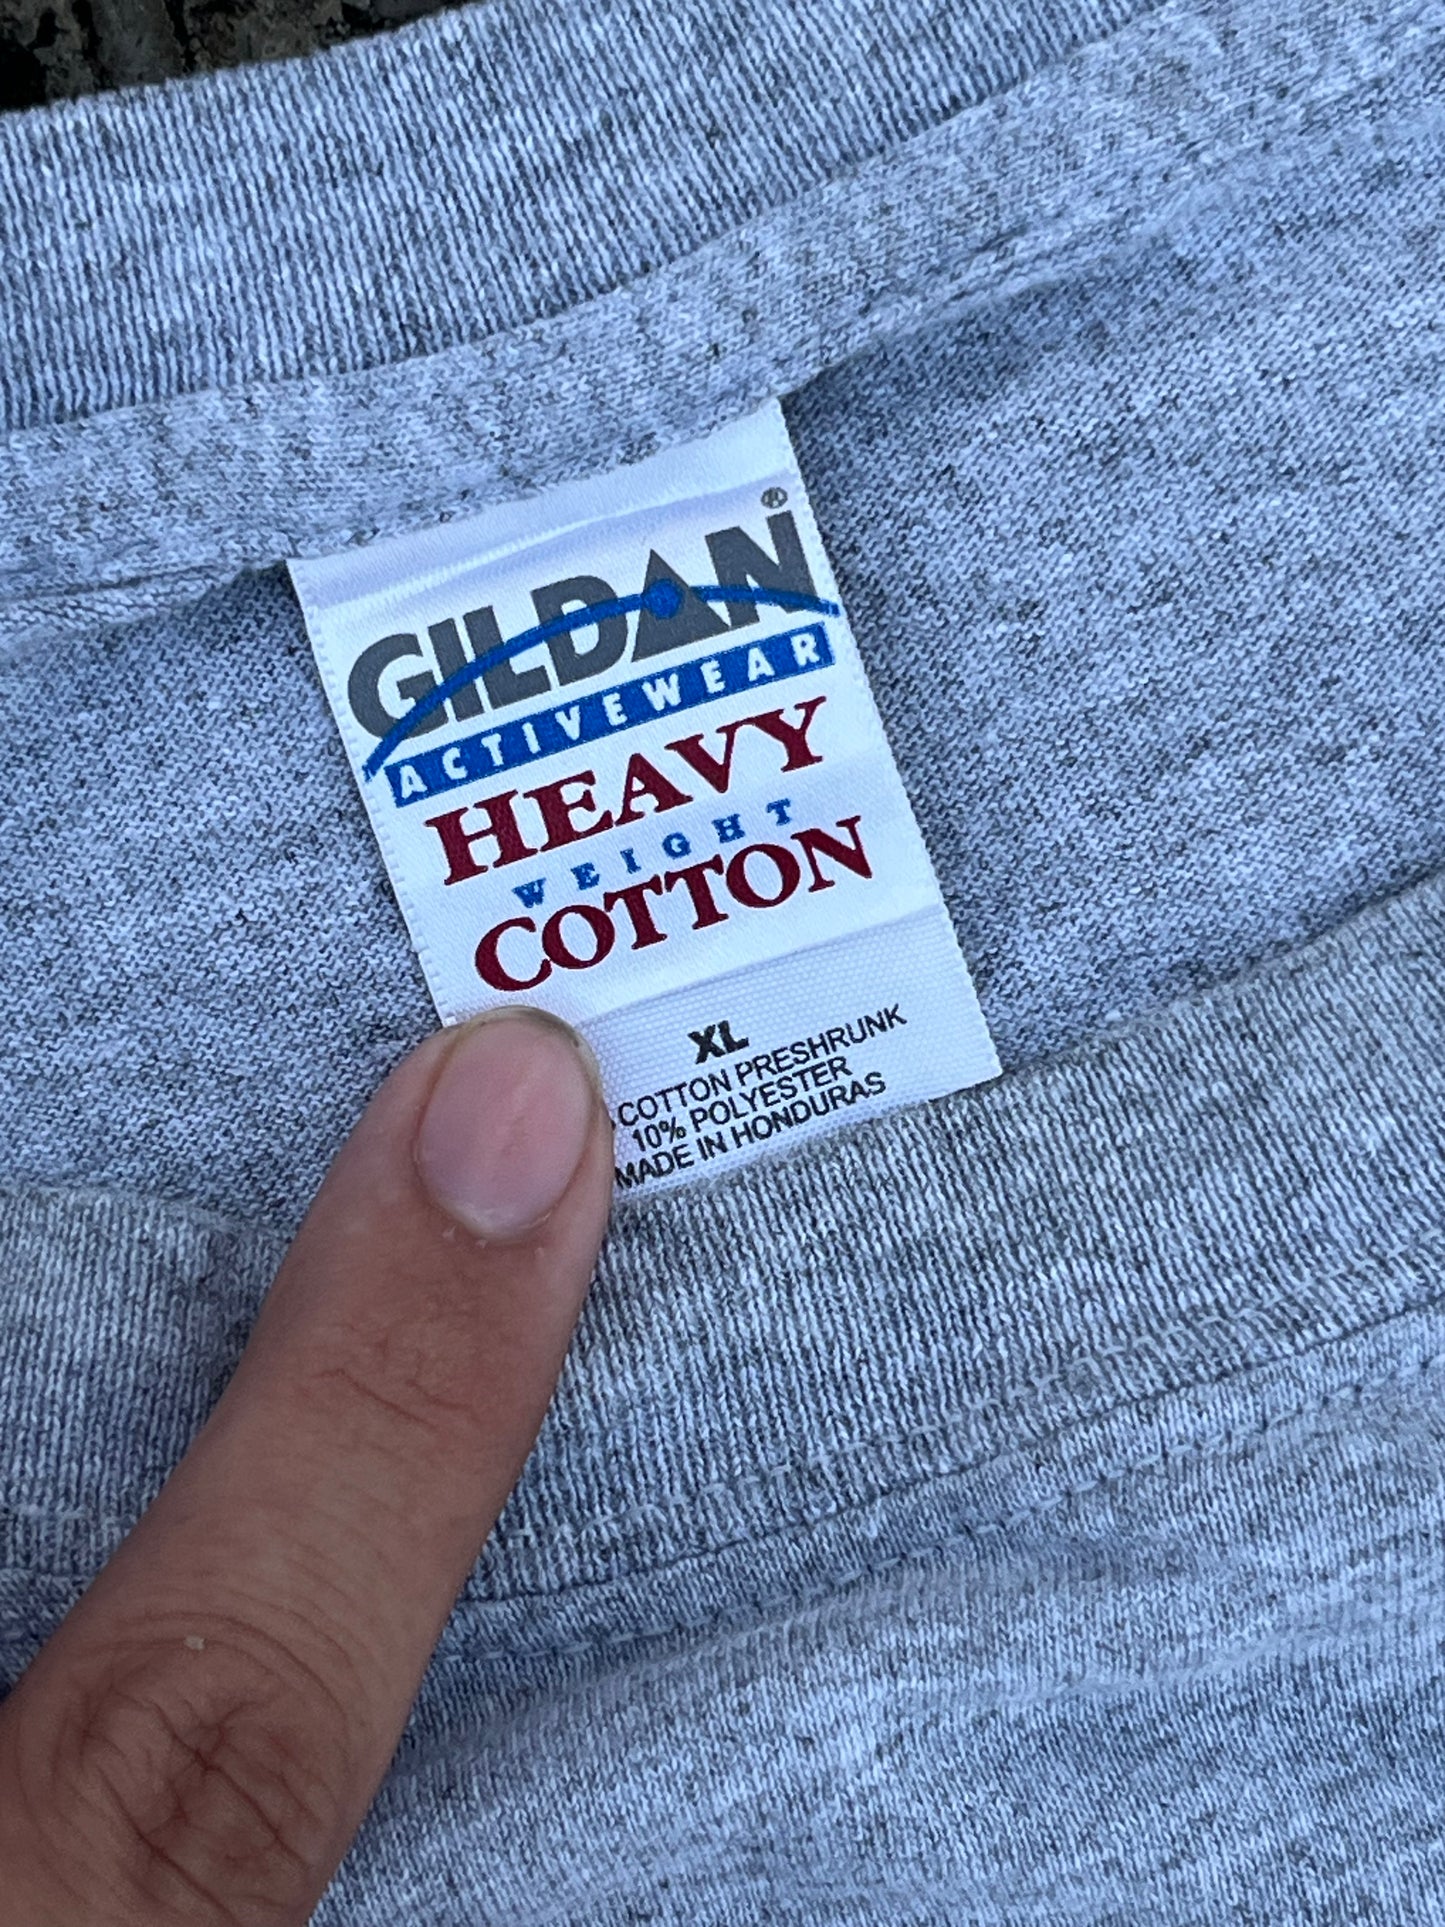 GILDAN®
ACTIVEWEAR
HEAVY
WEIGHT
COTTON
XL
COTTON PRESHRUNK
10% POLYESTER
MADE IN HONDURAS